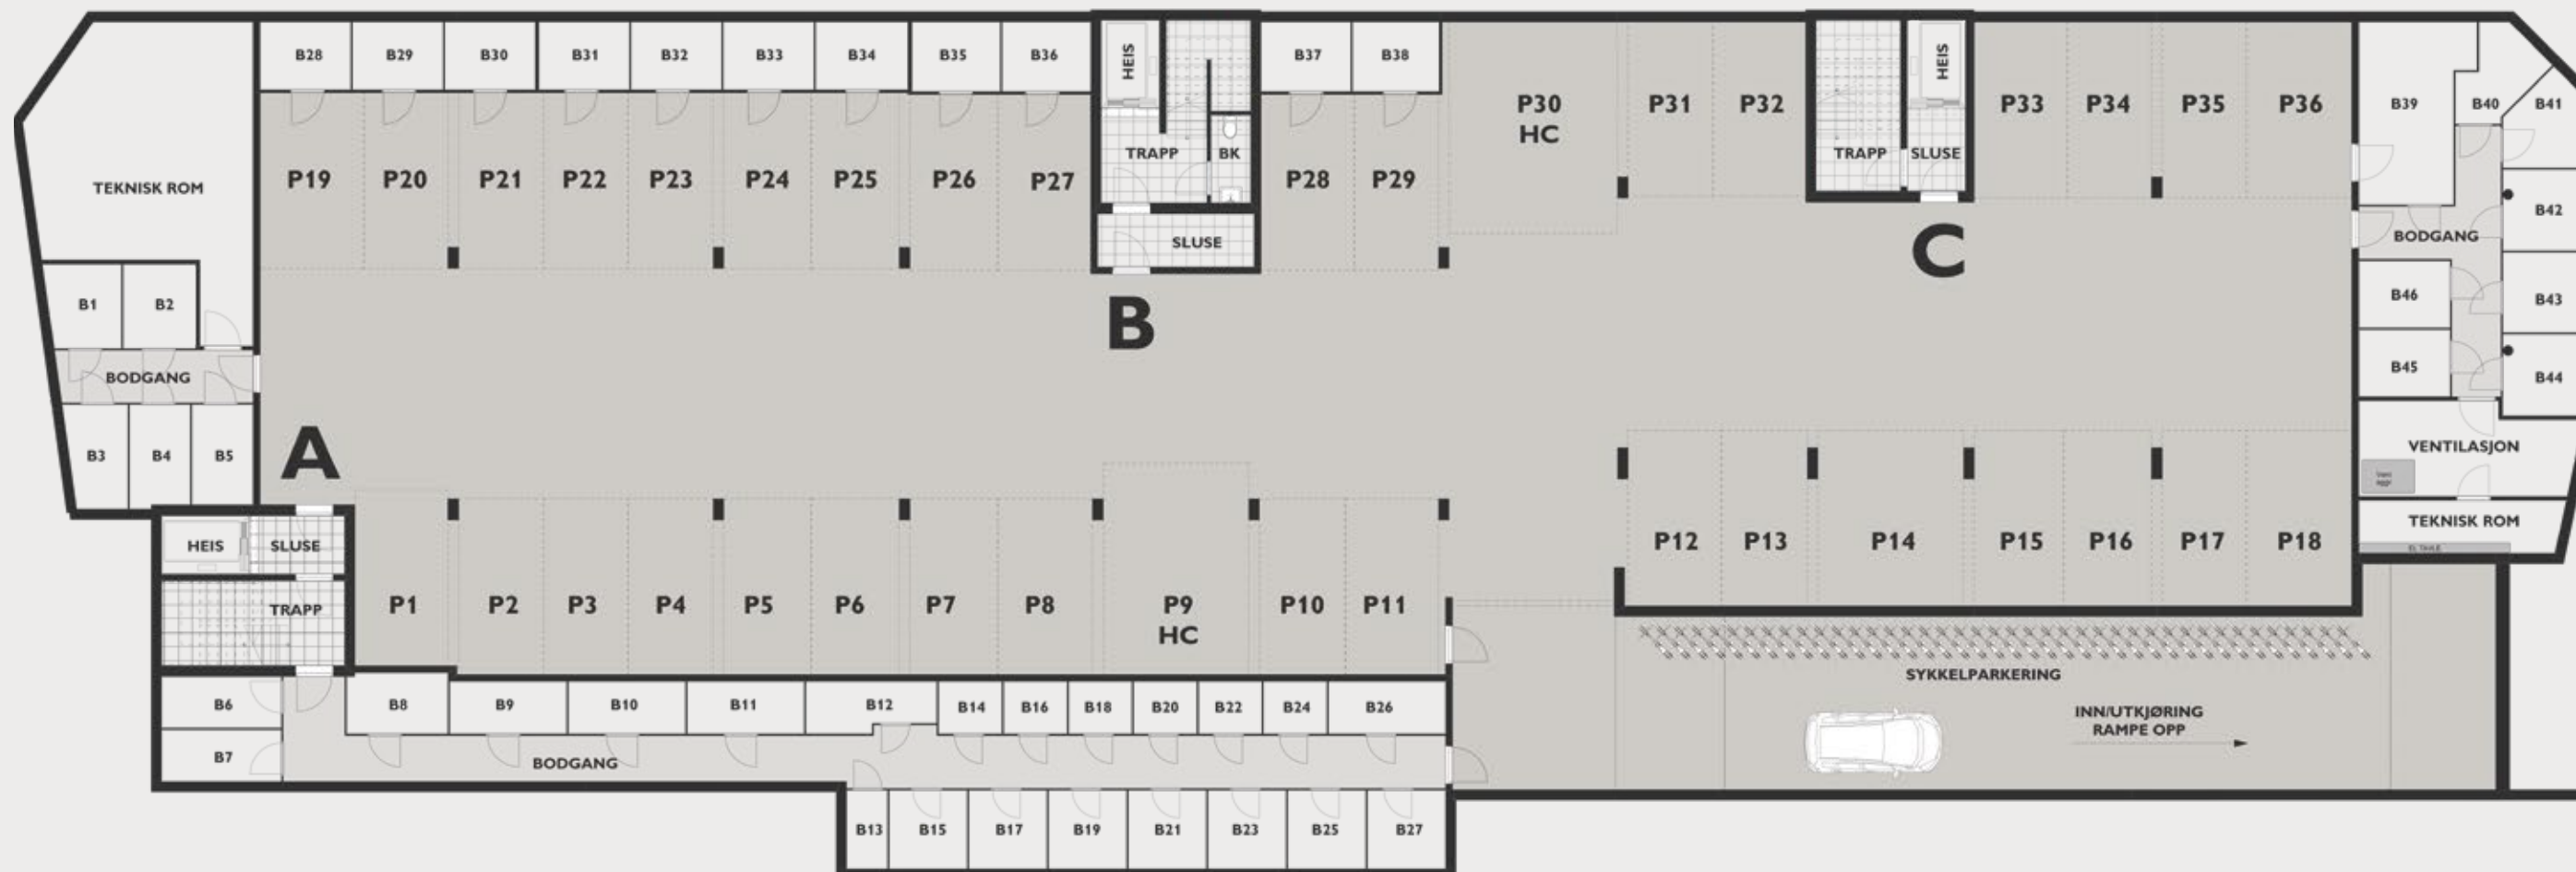 B28 B29 B30 B31 B32 B33 B34 B35 B36 HEIS B37 B38 HEIS
P30 P31 P32 P33 P34 P35 P36 B39 B40 B41
HC
TRAPP BK TRAPP SLUSE
TEKNISK ROM P19 P20 P21 P22 P23 P24 P25 P26 P27 P28 P29
B42
SLUSE C BODGANG
B1 B2 B B46 B43
BODGANG B45 B44
A B3 B4 B5 VENTILASJON
HEIS SLUSE P12 P13 P14 P15 P16 P17 P18 TEKNISK ROM
TRAPP P1 P2 P3 P4 P5 P6 P7 P8 P9 P10 P11
HC
SYKKELPARKERING
B6 B8 B9 B10 B11 B12 B14 B16 B18 B20 B22 B24 B26
INN/UTKJØRING
RAMPE OPP
B7 BODGANG
B13 B15 B17 B19 B21 B23 B25 B27